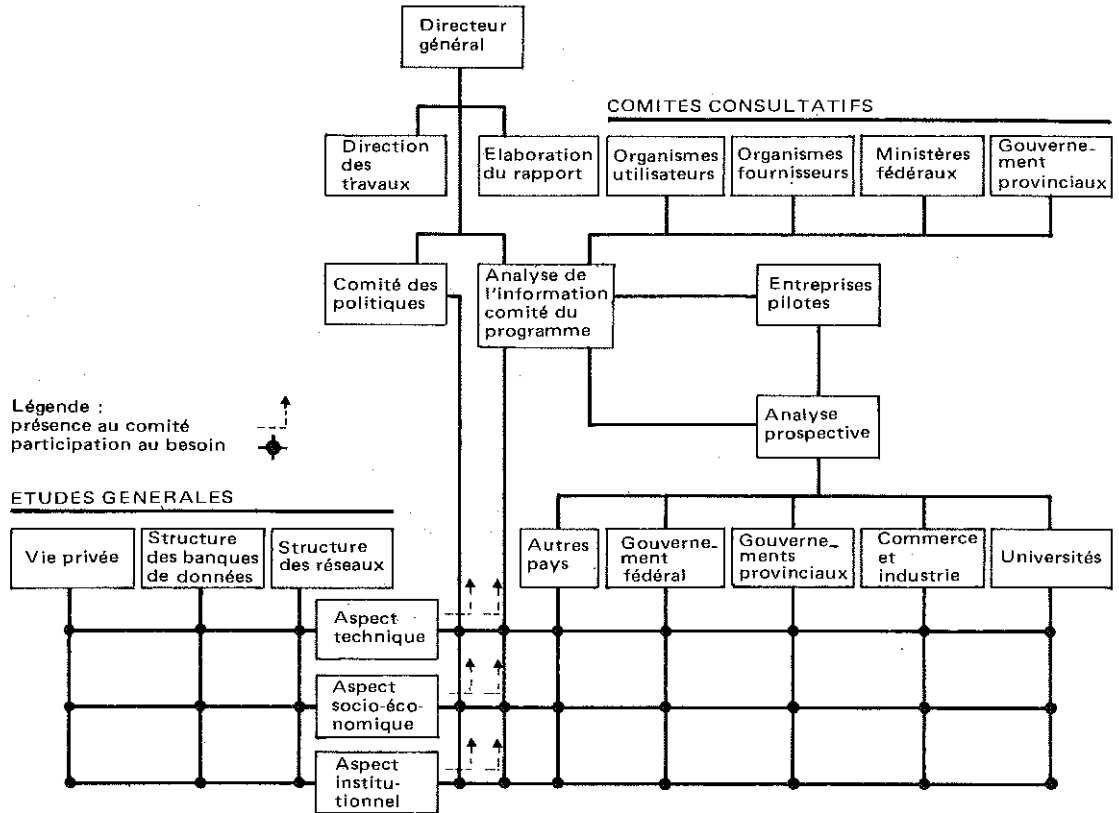 Directeur
général
COMITES CONSULTATIFS
Direction
des
travaux
Elaboration
du rapport
Organismes
utilisateurs
Organismes
fournisseurs
Ministères
fédéraux
Gouverne-
ment
provinciaux
Comité des
politiques
Analyse de
l'information
comité du
programme
Entreprises
pilotes
Légende :
présence au comité
participation au besoin
Analyse
prospective
ETUDES GENERALES
Vie privée
Structure
des banques
de données
Structure
des réseaux
Autres
pays
Gouverne-
ment
fédéral
Gouverne-
ments
provinciaux
Commerce
et
industrie
Universités
Aspect
technique
Aspect
socio-éco-
nomique
Aspect
institu-
tionnel